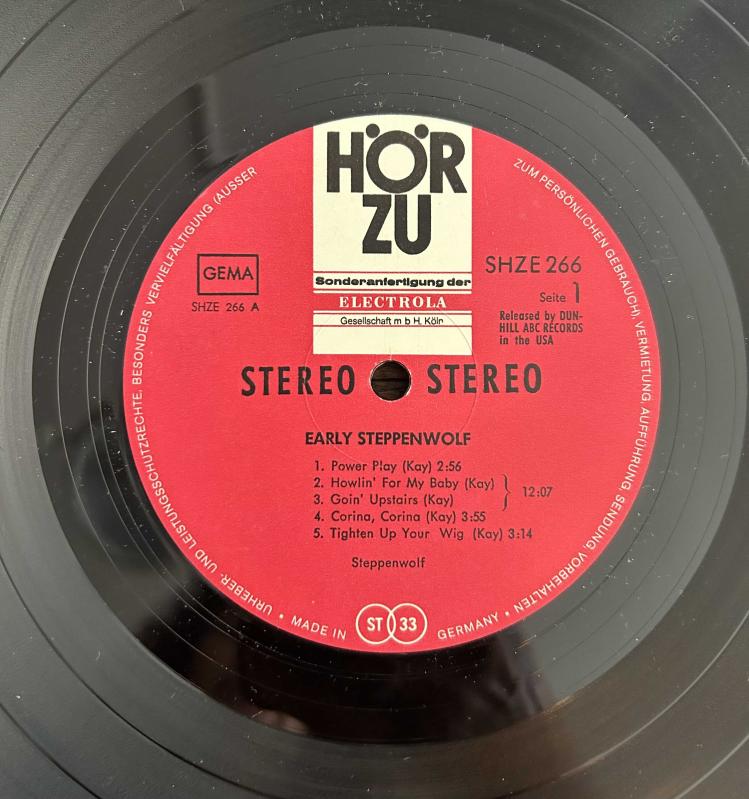 HÖR
ZU
Sonderanfertigung der
ELECTROLA
Gesellschaft m b H. Köln
GEMA
SHZE 266 A
SHZE 266
Seite 1
Released by DUN-
HILL ABC RECORDS
in the USA
STEREO STEREO
EARLY STEPPENWOLF
1. Power Play (Kay) 2:56
2. Howlin' For My Baby (Kay)
3. Goin' Upstairs (Kay)
12:07
4. Corina, Corina (Kay) 3:55
5. Tighten Up Your Wig (Kay) 3:14
Steppenwolf
URHEBER- UND LEISTUNGSSCHUTZRECHTE, BESONDERS VERVIELFÄLTIGUNG (AUSSER
ZUM PERSÖNLICHEN GEBRAUCH), VERMIETUNG, AUFFÜHRUNG, SENDUNG, VORBEHALTEN
• MADE IN ST 33 GERMANY •